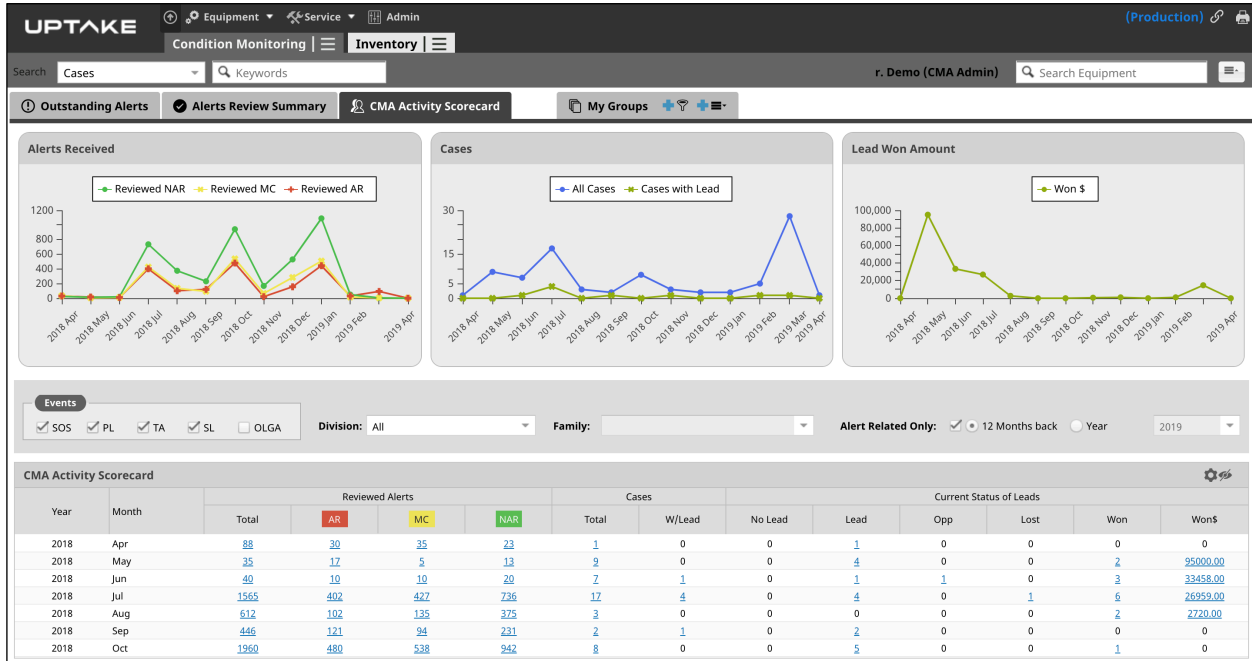 UPTAKE
Equipment Service Admin
(Production)
Condition Monitoring Inventory
Search Cases Keywords r. Demo (CMA Admin) Search Equipment
Outstanding Alerts Alerts Review Summary CMA Activity Scorecard My Groups
Alerts Received
Reviewed NAR Reviewed MC Reviewed AR
1200
800
600
400
200
0
2018 Apr 2018 May 2018 Jun 2018 Jul 2018 Aug 2018 Sep 2018 Oct 2018 Nov 2018 Dec 2019 Jan 2019 Feb 2019 Apr
Cases
All Cases Cases with Lead
30
15
5
0
2018 Apr 2018 May 2018 Jun 2018 Jul 2018 Aug 2018 Sep 2018 Oct 2018 Nov 2018 Dec 2019 Jan 2019 Feb 2019 Mar 2019 Apr
Lead Won Amount
Won $
100,000
80,000
60,000
40,000
20,000
0
2018 Apr 2018 May 2018 Jun 2018 Jul 2018 Aug 2018 Sep 2018 Oct 2018 Nov 2018 Dec 2019 Jan 2019 Feb 2019 Apr
Events
SOS PL TA SL OLGA Division: All Family: Alert Related Only: 12 Months back Year 2019
CMA Activity Scorecard
Reviewed Alerts Cases Current Status of Leads
Year Month Total AR MC NAR Total W/Lead No Lead Lead Opp Lost Won Won$
2018 Apr 88 30 35 23 1 0 0 1 0 0 0 0
2018 May 35 17 5 13 9 0 0 4 0 0 2 95000.00
2018 Jun 40 10 10 20 7 1 0 1 1 0 3 33458.00
2018 Jul 1565 402 427 736 17 4 0 4 0 1 6 26959.00
2018 Aug 612 102 135 375 3 0 0 0 0 0 2 2720.00
2018 Sep 446 121 94 231 2 1 0 2 0 0 0 0
2018 Oct 1960 480 538 942 8 0 0 5 0 0 1 0